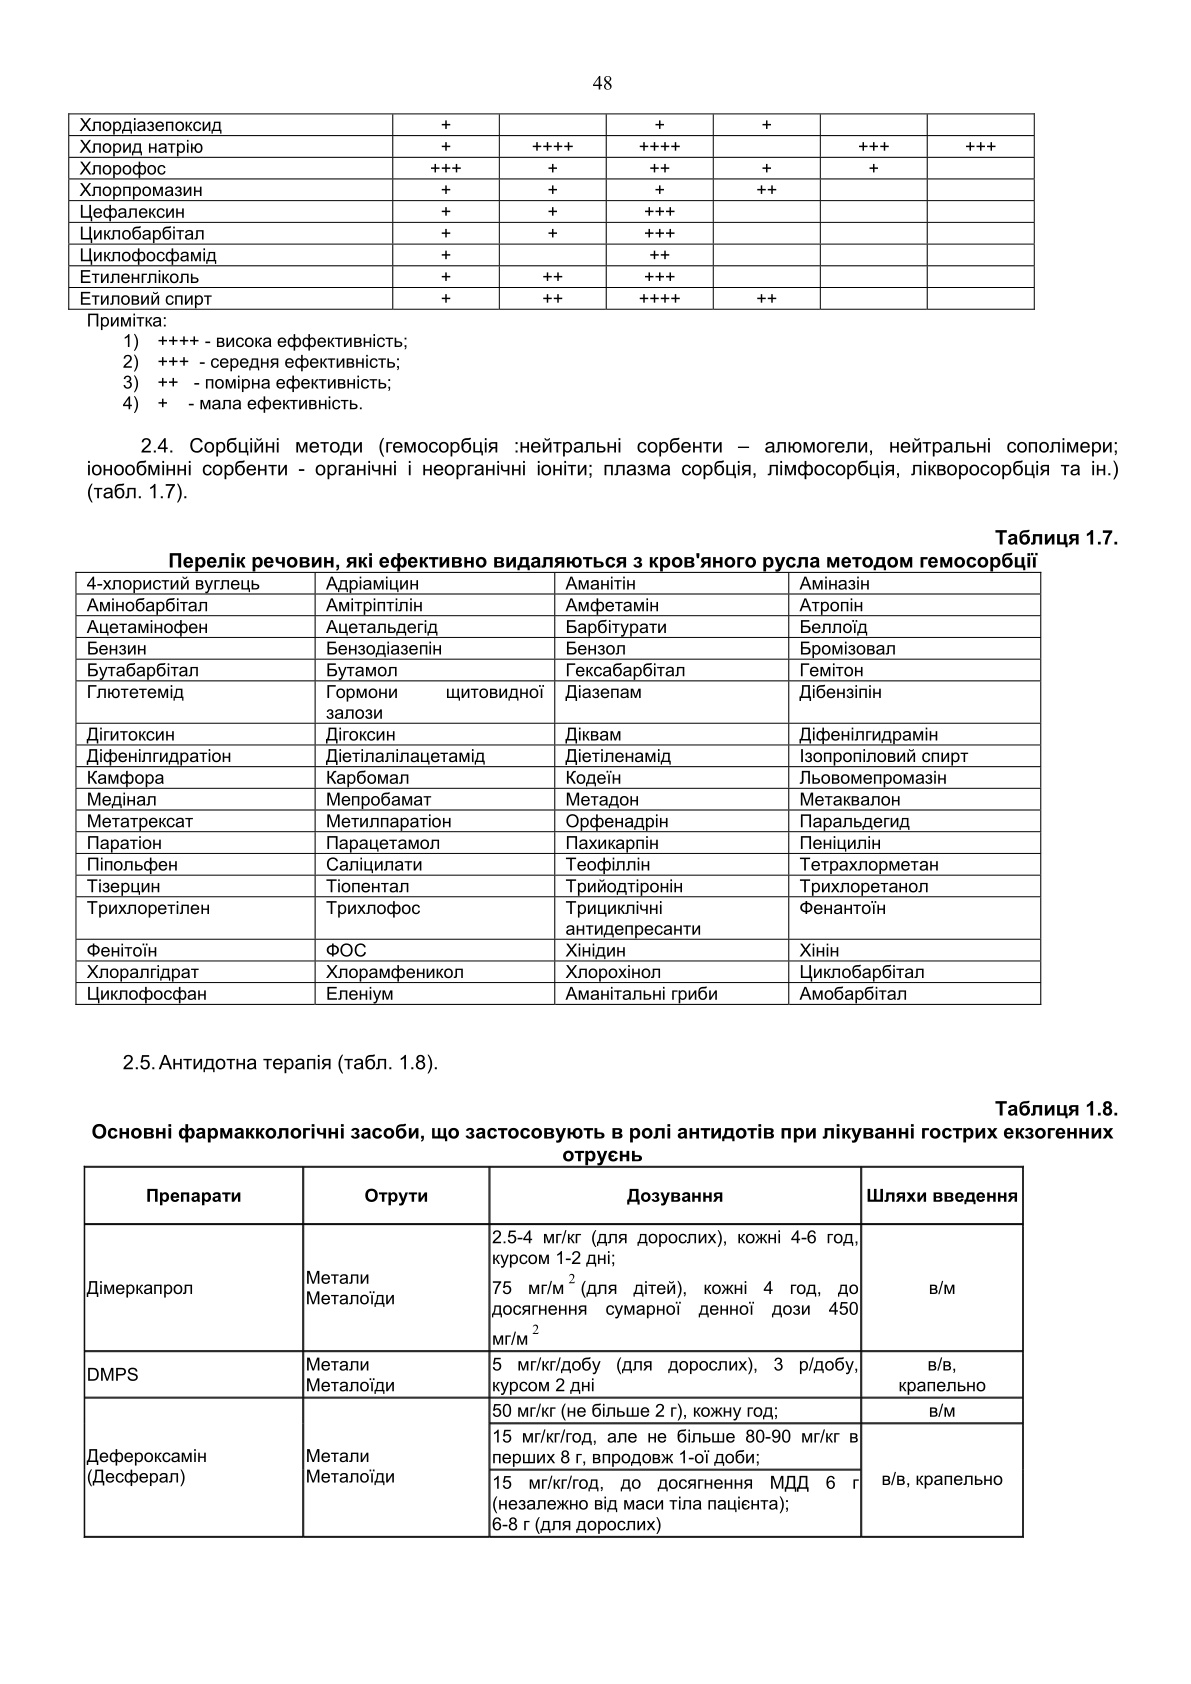 48
Хлордіазепоксид + + +
Хлорид натрію + ++++ ++++ +++ +++
Хлорофос +++ + ++ + +
Хлорпромазин + + + ++
Цефалексин + + +++
Циклобарбітал + + +++
Циклофосфамід + ++
Етиленгліколь + ++ +++
Етиловий спирт + ++ ++++ ++
Примітка:
1) ++++ - висока еффективність;
2) +++ - середня ефективність;
3) ++ - помірна ефективність;
4) + - мала ефективність.
2.4. Сорбційні методи (гемосорбція :нейтральні сорбенти – алюмогели, нейтральні сополімери;
іонообмінні сорбенти - органічні і неорганічні іоніти; плазма сорбція, лімфосорбція, лікворосорбція та ін.)
(табл. 1.7).
Таблиця 1.7.
Перелік речовин, які ефективно видаляються з кров'яного русла методом гемосорбції
4-хлористий вуглець Адріаміцин Аманітін Аміназін
Амінобарбітал Амітріптілін Амфетамін Атропін
Ацетамінофен Ацетальдегід Барбітурати Беллоїд
Бензин Бензодіазепін Бензол Бромізовал
Бутабарбітал Бутамол Гексабарбітал Гемітон
Глютетемід Гормони щитовидної Діазепам Дібензіпін
залози
Дігитоксин Дігоксин Діквам Діфенілгидрамін
Діфенілгидратіон Діетілалілацетамід Діетіленамід Ізопропіловий спирт
Камфора Карбомал Кодеїн Льовомепромазін
Медінал Мепробамат Метадон Метаквалон
Метатрексат Метилпаратіон Орфенадрін Паральдегид
Паратіон Парацетамол Пахикарпін Пеніцилін
Піпольфен Саліцилати Теофіллін Тетрахлорметан
Тізерцин Тіопентал Трийодтіронін Трихлоретанол
Трихлоретілен Трихлофос Трициклічні Фенантоїн
антидепресанти
Фенітоїн ФОС Хінідин Хінін
Хлоралгідрат Хлорамфеникол Хлорохінол Циклобарбітал
Циклофосфан Еленіум Аманітальні гриби Амобарбітал
2.5. Антидотна терапія (табл. 1.8).
Таблиця 1.8.
Основні фармаккологічні засоби, що застосовують в ролі антидотів при лікуванні гострих екзогенних
отруєнь
Препарати Отрути Дозування Шляхи введення
2.5-4 мг/кг (для дорослих), кожні 4-6 год,
курсом 1-2 дні;
Дімеркапрол Метали 75 мг/м 2 (для дітей), кожні 4 год, до в/м
Металоїди досягнення сумарної денної дози 450
мг/м 2
DMPS Метали 5 мг/кг/добу (для дорослих), 3 р/добу, в/в,
Металоїди курсом 2 дні крапельно
50 мг/кг (не більше 2 г), кожну год; в/м
15 мг/кг/год, але не більше 80-90 мг/кг в
Дефероксамін Метали перших 8 г, впродовж 1-ої доби;
(Десферал) Металоїди 15 мг/кг/год, до досягнення МДД 6 г в/в, крапельно
(незалежно від маси тіла пацієнта);
6-8 г (для дорослих)